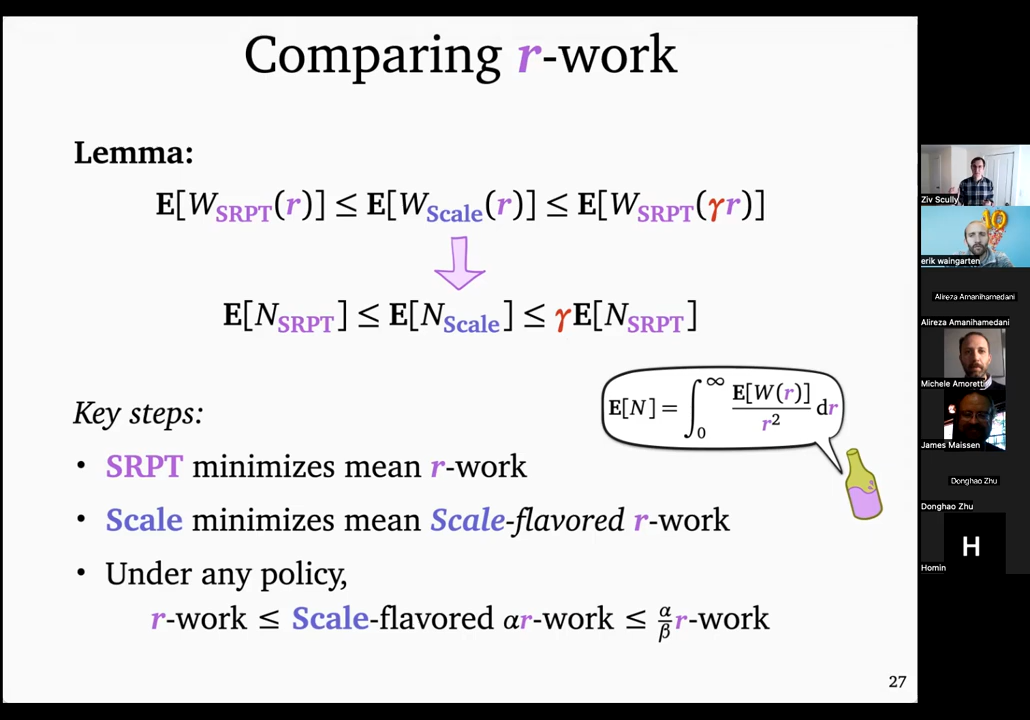 Comparing r-work
Lemma:
E[W_SRPT(r)] ≤ E[W_Scale(r)] ≤ E[W_SRPT(γr)]
E[N_SRPT] ≤ E[N_Scale] ≤ γE[N_SRPT]
E[N] = ∫₀^∞ E[W(r)]/r² dr
Key steps:
• SRPT minimizes mean r-work
• Scale minimizes mean Scale-flavored r-work
• Under any policy,
r-work ≤ Scale-flavored αr-work ≤ α/β r-work
27
Ziv Scully
erik waingarten
Alireza Amanihamedani
Alireza Amanihamedani
Michele Amoretti
James Maissen
Donghao Zhu
Donghao Zhu
H
Homin